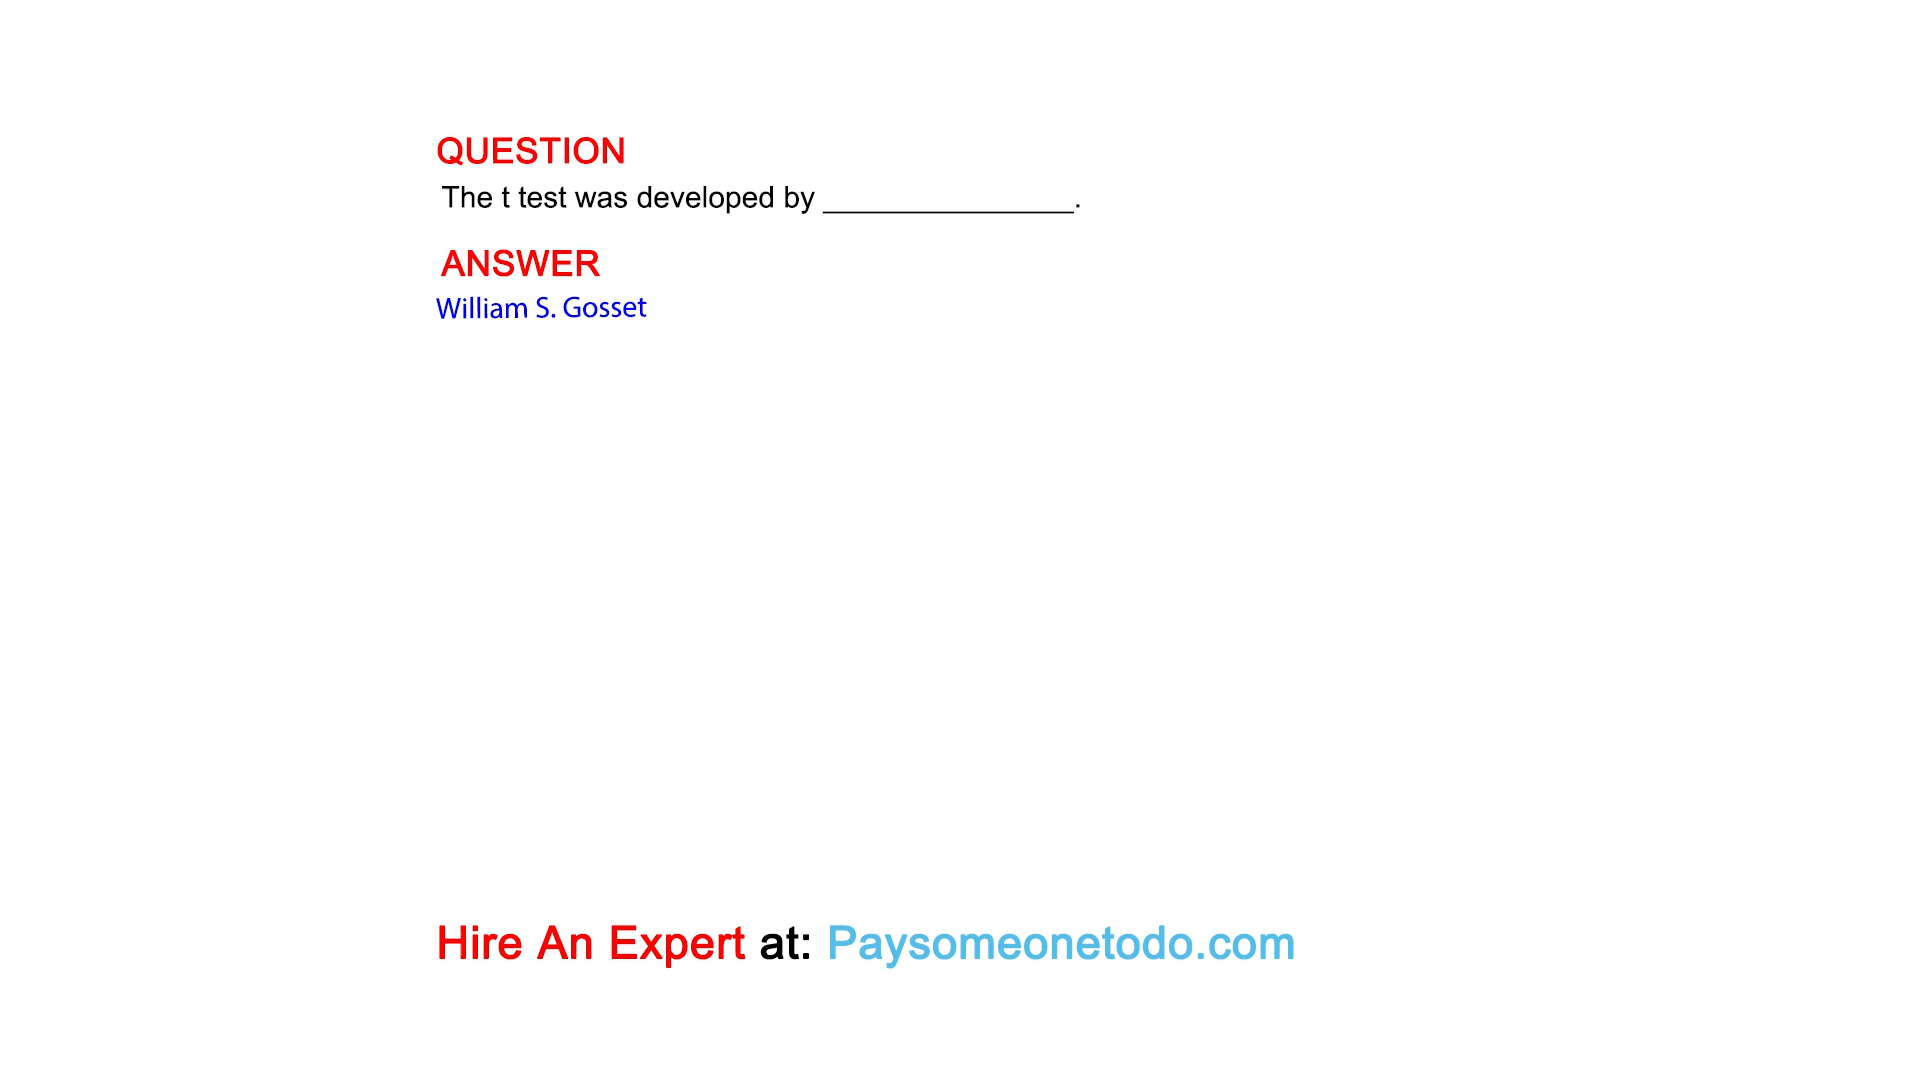 QUESTION
The t test was developed by _______________.
ANSWER
William S. Gosset
Hire An Expert at: Paysomeonetodo.com